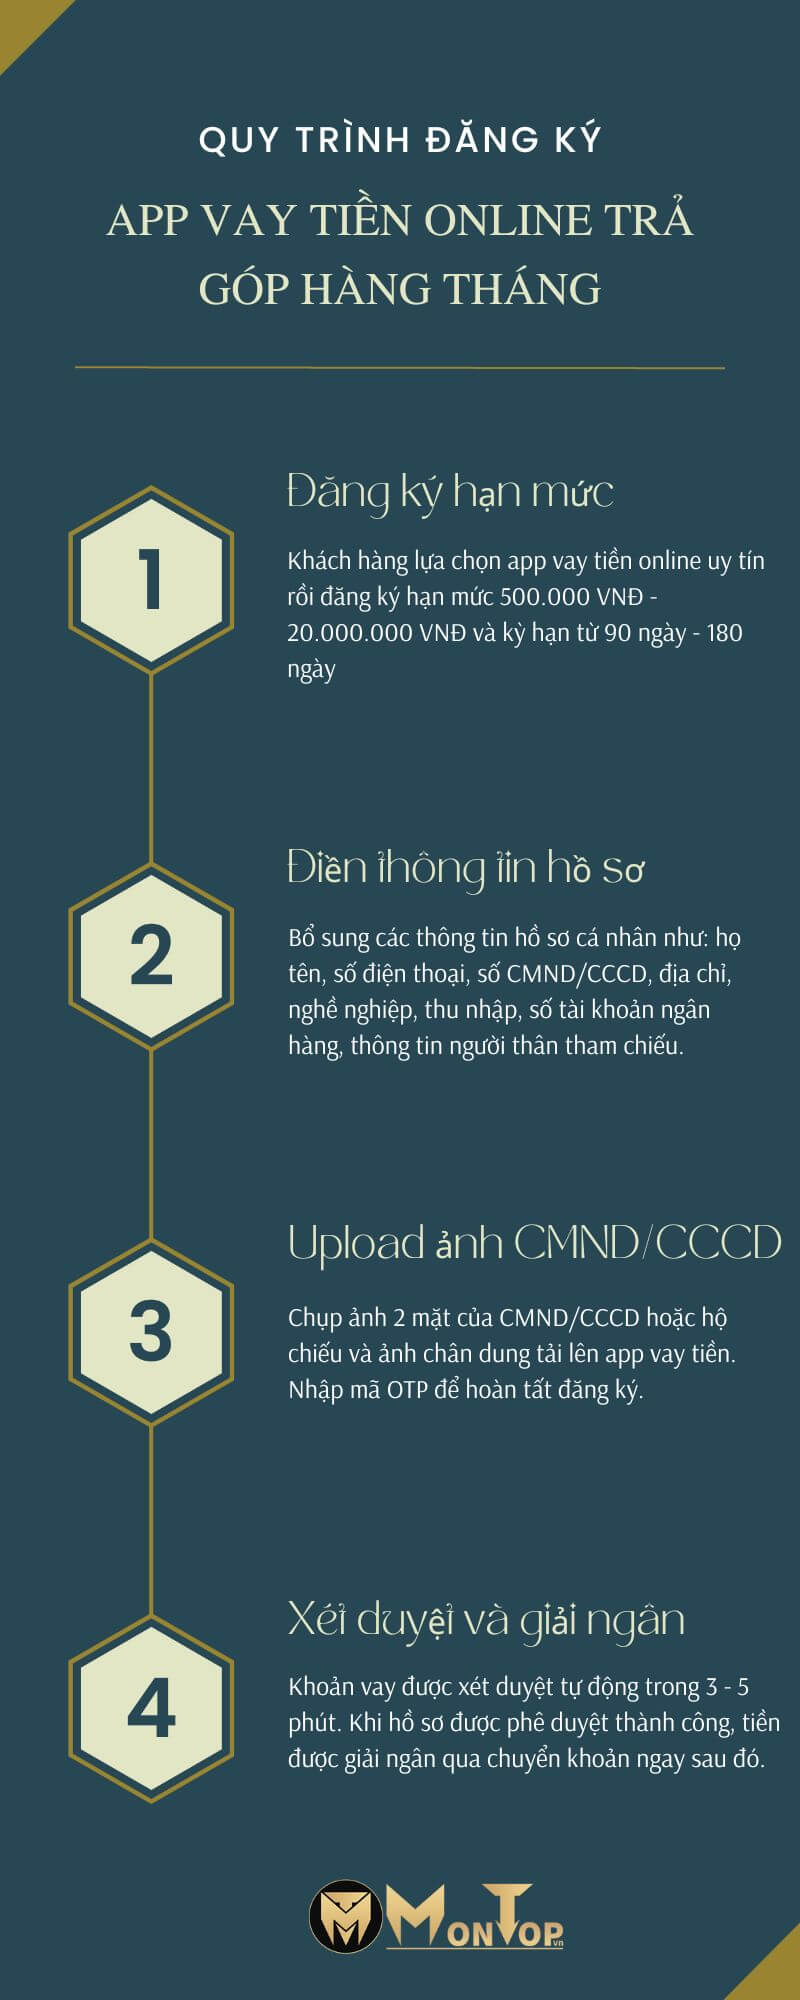 QUY TRÌNH ĐĂNG KÝ
APP VAY TIỀN ONLINE TRẢ
GÓP HÀNG THÁNG
1
Đăng ký hạn mức
Khách hàng lựa chọn app vay tiền online uy tín
rồi đăng ký hạn mức 500.000 VNĐ -
20.000.000 VNĐ và kỳ hạn từ 90 ngày - 180
ngày
2
Điền thông tin hồ sơ
Bổ sung các thông tin hồ sơ cá nhân như: họ
tên, số điện thoại, số CMND/CCCD, địa chỉ,
nghề nghiệp, thu nhập, số tài khoản ngân
hàng, thông tin người thân tham chiếu.
3
Upload ảnh CMND/CCCD
Chụp ảnh 2 mặt của CMND/CCCD hoặc hộ
chiếu và ảnh chân dung tải lên app vay tiền.
Nhập mã OTP để hoàn tất đăng ký.
4
Xét duyệt và giải ngân
Khoản vay được xét duyệt tự động trong 3 - 5
phút. Khi hồ sơ được phê duyệt thành công, tiền
được giải ngân qua chuyển khoản ngay sau đó.
MONTOP.vn